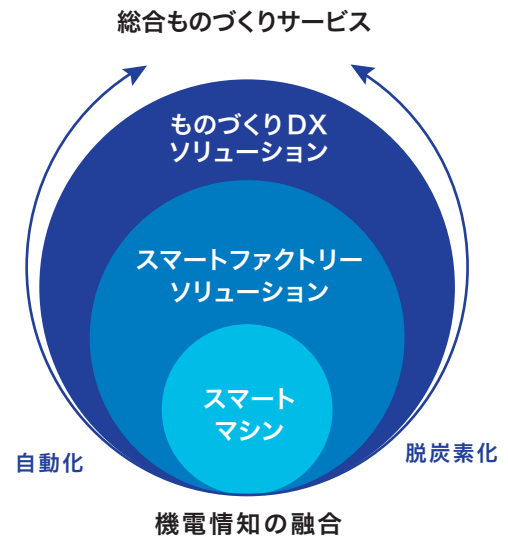 総合ものづくりサービス
ものづくりDX
ソリューション
スマートファクトリー
ソリューション
スマート
マシン
自動化
脱炭素化
機電情知の融合